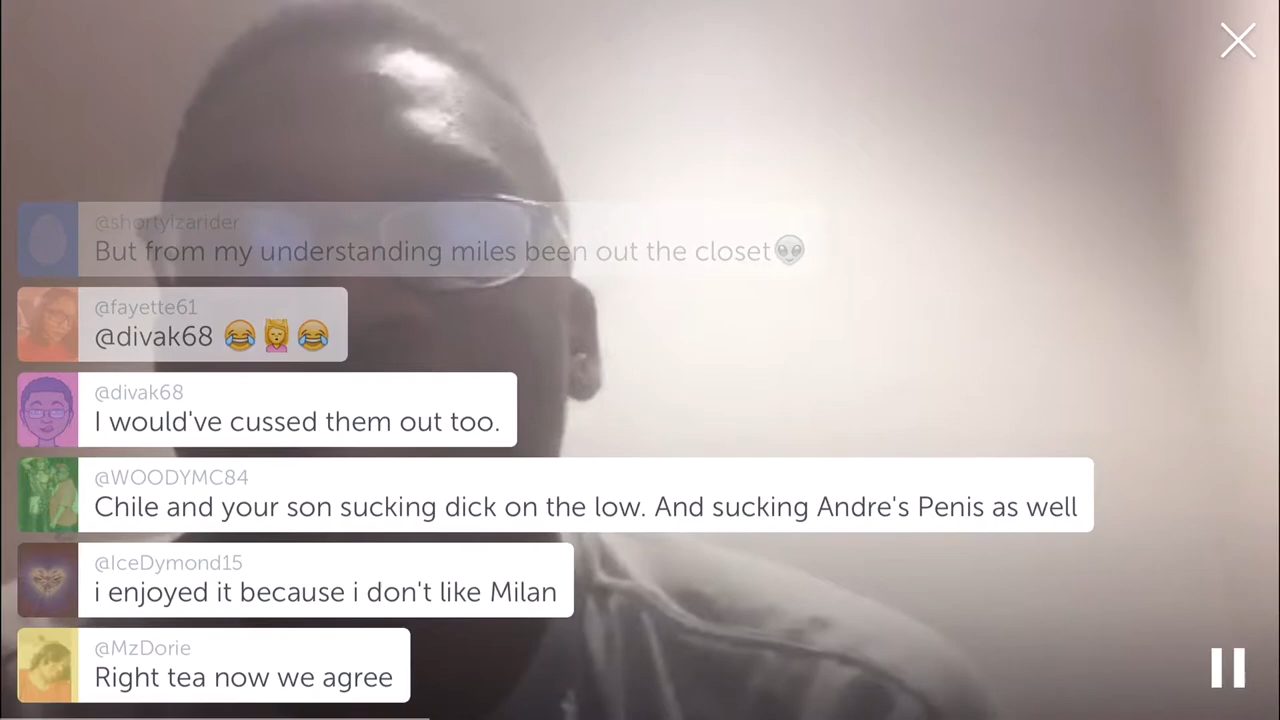 @shortylzarider
But from my understanding miles been out the closet👽
@fayette61
@divak68 😂💆😂
@divak68
I would've cussed them out too.
@WOODYMC84
Chile and your son sucking dick on the low. And sucking Andre's Penis as well
@IceDymond15
i enjoyed it because i don't like Milan
@MzDorie
Right tea now we agree